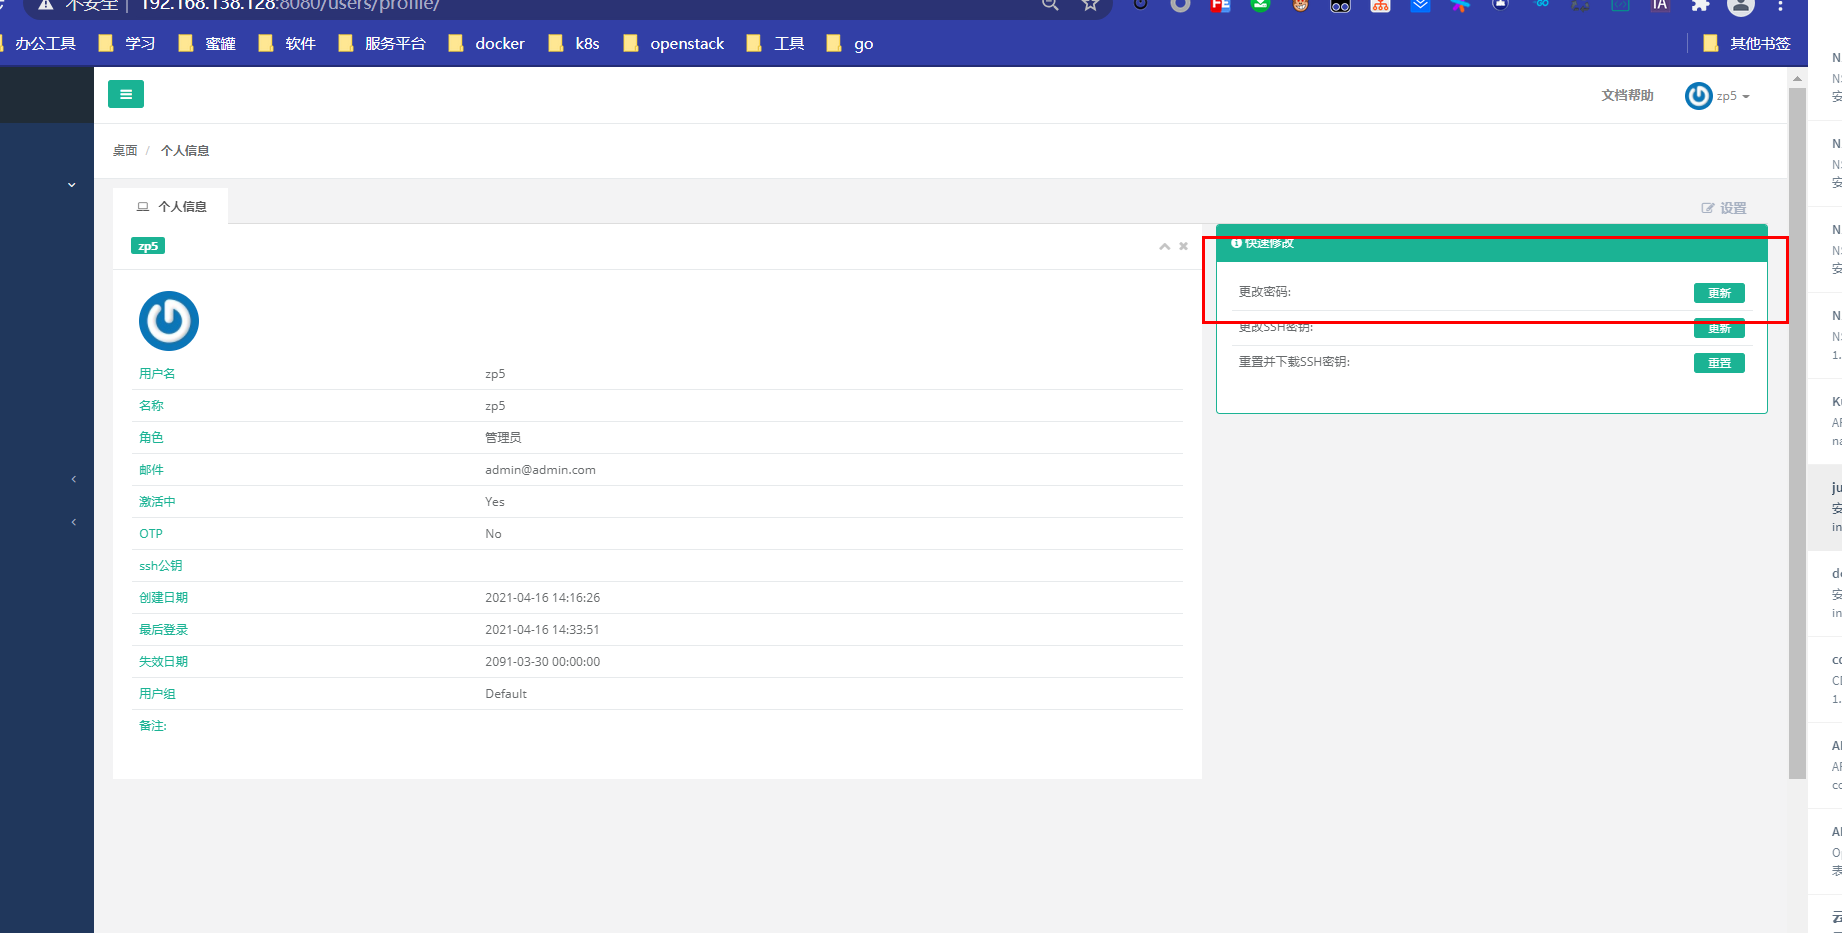 不安全 | 192.168.138.128:8080/users/profile/
办公工具 学习 蜜罐 软件 服务平台 docker k8s openstack 工具 go 其他书签
文档帮助 zp5
桌面 / 个人信息
个人信息 设置
zp5
快速修改
更改密码: 更新
更改SSH密钥: 更新
重置并下载SSH密钥: 重置
用户名 zp5
名称 zp5
角色 管理员
邮件 admin@admin.com
激活中 Yes
OTP No
ssh公钥
创建日期 2021-04-16 14:16:26
最后登录 2021-04-16 14:33:51
失效日期 2091-03-30 00:00:00
用户组 Default
备注: